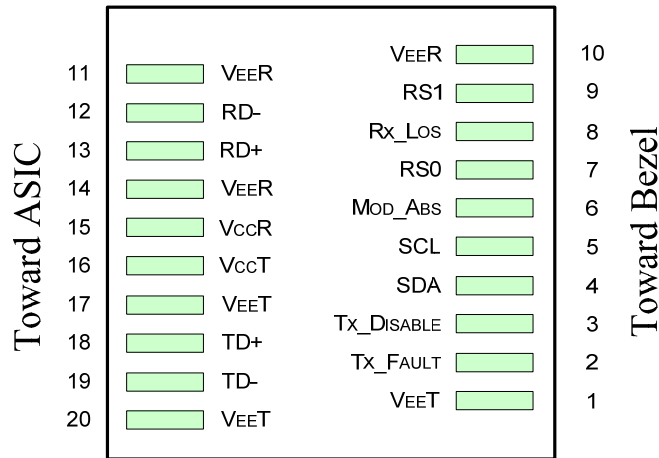 Toward ASIC
11 VEER
12 RD-
13 RD+
14 VEER
15 VCCR
16 VCCT
17 VEET
18 TD+
19 TD-
20 VEET
VEER 10
RS1 9
RX_LOS 8
RS0 7
MOD_ABS 6
SCL 5
SDA 4
TX_DISABLE 3
TX_FAULT 2
VEET 1
Toward Bezel